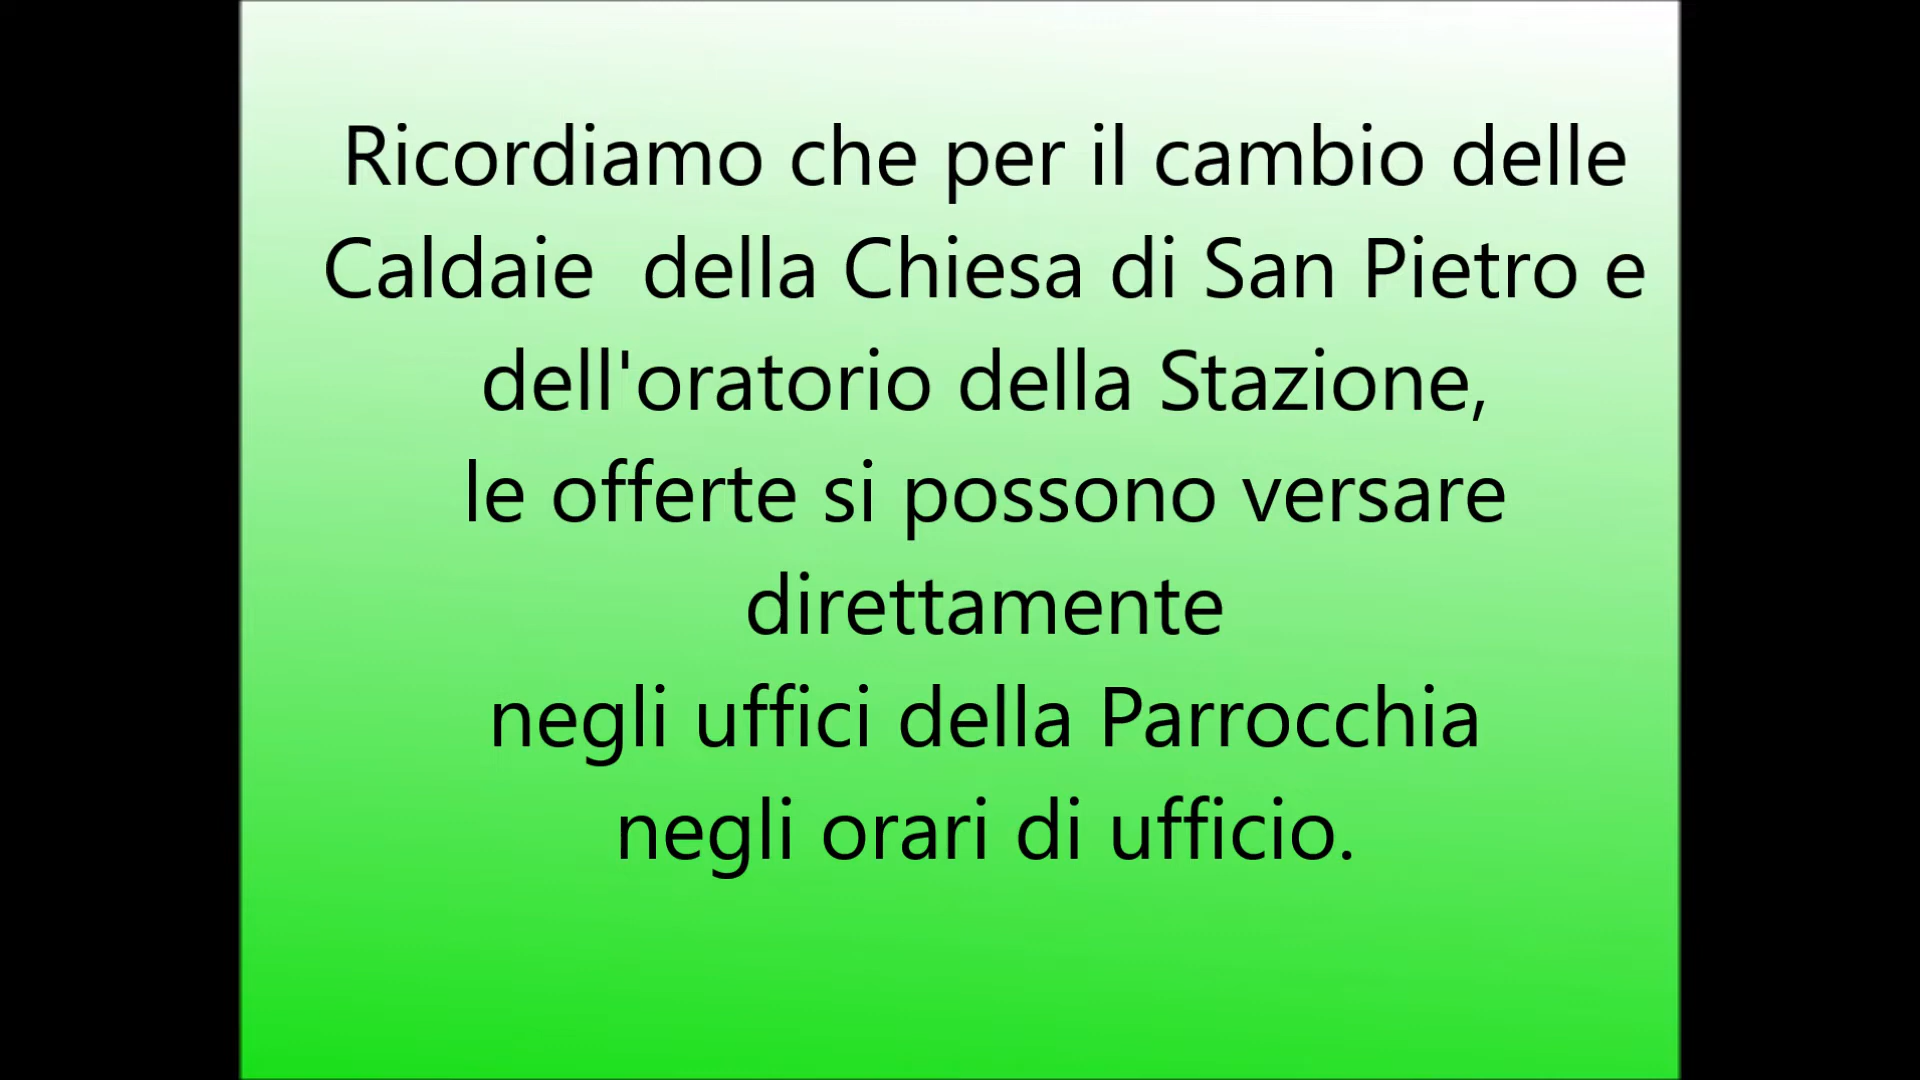 Ricordiamo che per il cambio delle
Caldaie  della Chiesa di San Pietro e
dell'oratorio della Stazione,
le offerte si possono versare
direttamente
negli uffici della Parrocchia
negli orari di ufficio.